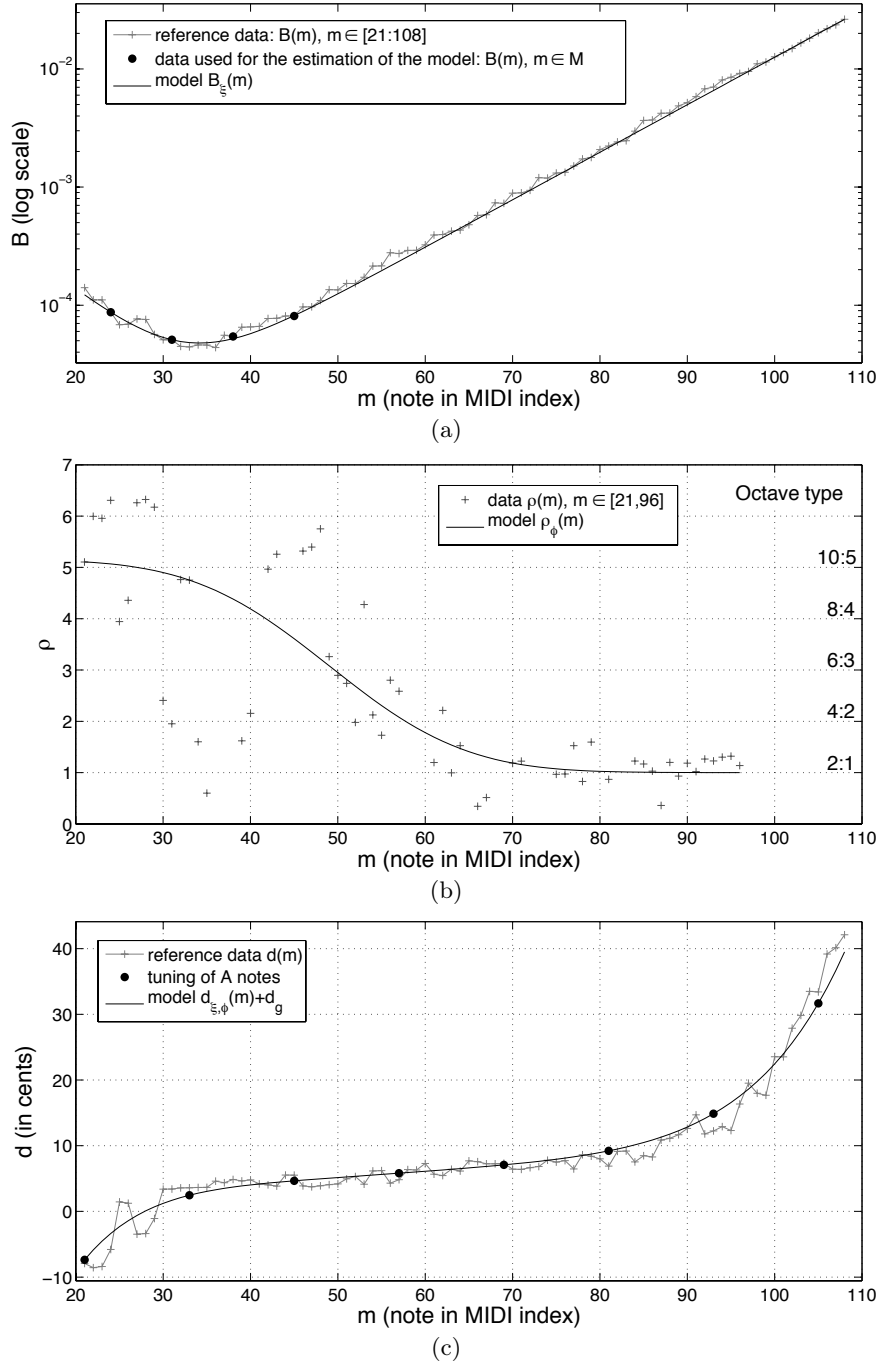 reference data: B(m), m ∈ [21:108]
data used for the estimation of the model: B(m), m ∈ M
model B_ξ(m)
B (log scale)
10^−2
10^−3
10^−4
20 30 40 50 60 70 80 90 100 110
m (note in MIDI index)
(a)
data ρ(m), m ∈ [21,96]
model ρ_ϕ(m)
Octave type
10:5
8:4
6:3
4:2
2:1
ρ
7
6
5
4
3
2
1
0
20 30 40 50 60 70 80 90 100 110
m (note in MIDI index)
(b)
reference data d(m)
tuning of A notes
model d_ξ,ϕ(m)+d_g
d (in cents)
40
30
20
10
0
−10
20 30 40 50 60 70 80 90 100 110
m (note in MIDI index)
(c)